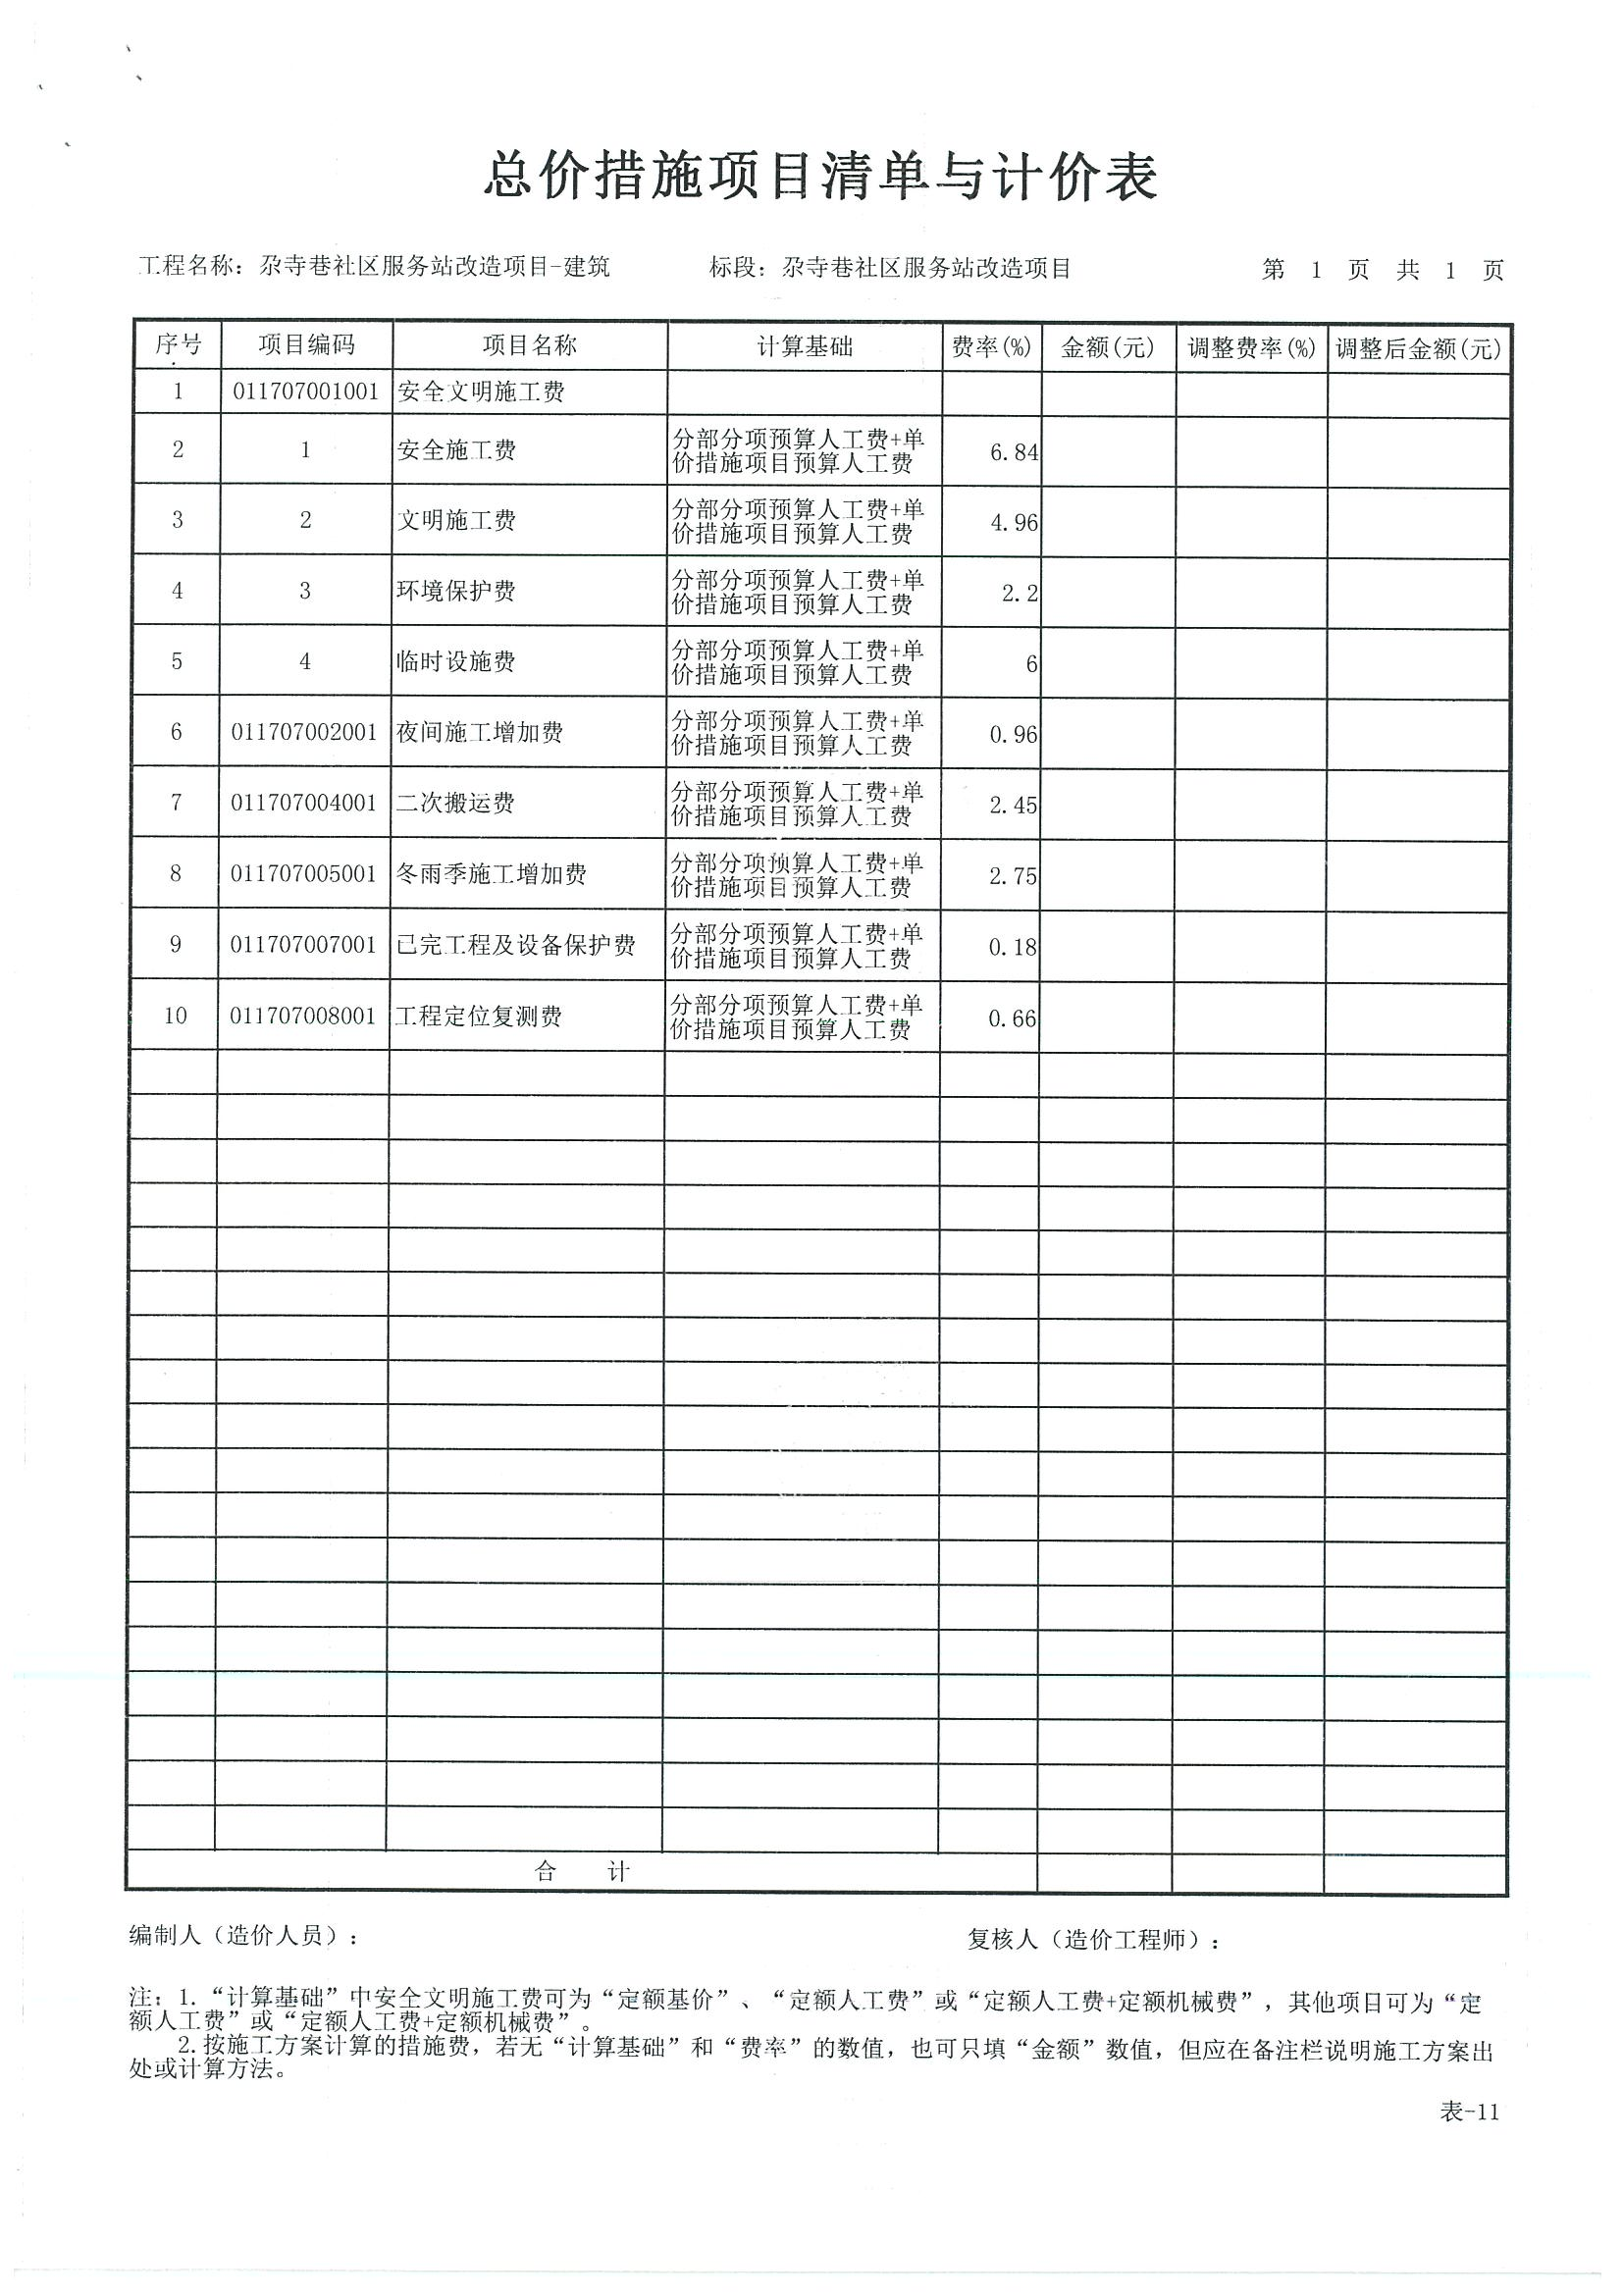 总价措施项目清单与计价表
工程名称：尕寺巷社区服务站改造项目-建筑 标段：尕寺巷社区服务站改造项目 第 1 页 共 1 页
序号 项目编码 项目名称 计算基础 费率(%) 金额(元) 调整费率(%) 调整后金额(元)
1 011707001001 安全文明施工费
2 1 安全施工费 分部分项预算人工费+单
价措施项目预算人工费 6.84
3 2 文明施工费 分部分项预算人工费+单
价措施项目预算人工费 4.96
4 3 环境保护费 分部分项预算人工费+单
价措施项目预算人工费 2.2
5 4 临时设施费 分部分项预算人工费+单
价措施项目预算人工费 6
6 011707002001 夜间施工增加费 分部分项预算人工费+单
价措施项目预算人工费 0.96
7 011707004001 二次搬运费 分部分项预算人工费+单
价措施项目预算人工费 2.45
8 011707005001 冬雨季施工增加费 分部分项预算人工费+单
价措施项目预算人工费 2.75
9 011707007001 已完工程及设备保护费 分部分项预算人工费+单
价措施项目预算人工费 0.18
10 011707008001 工程定位复测费 分部分项预算人工费+单
价措施项目预算人工费 0.66
合 计
编制人（造价人员）： 复核人（造价工程师）：
注：1.“计算基础”中安全文明施工费可为“定额基价”、“定额人工费”或“定额人工费+定额机械费”，其他项目可为“定
额人工费”或“定额人工费+定额机械费”。
2.按施工方案计算的措施费，若无“计算基础”和“费率”的数值，也可只填“金额”数值，但应在备注栏说明施工方案出
处或计算方法。
表-11